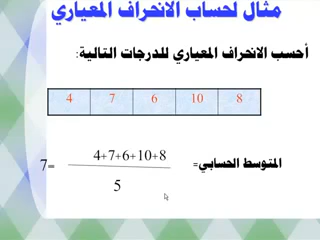 مثال لحساب الانحراف المعياري
أحسب الانحراف المعياري للدرجات التالية:
4 7 6 10 8
المتوسط الحسابي= 4+7+6+10+8 =7
5